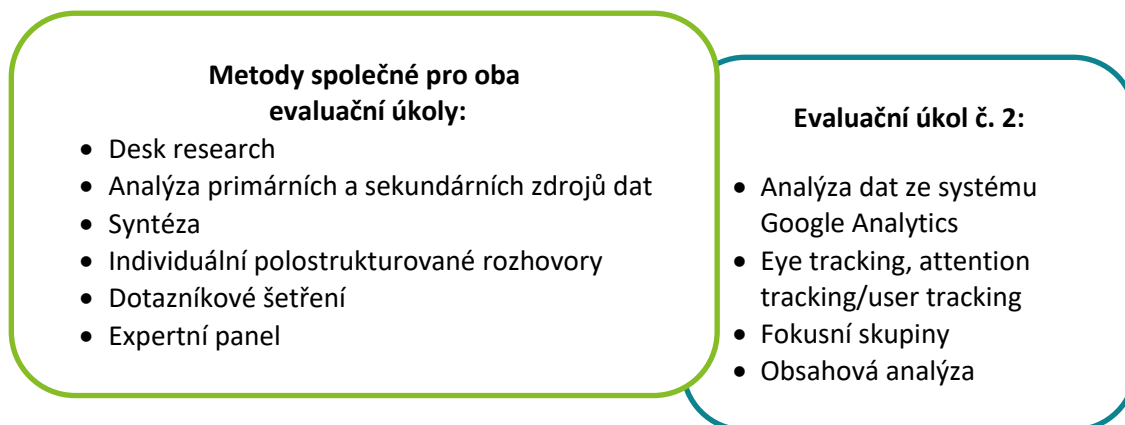 Metody společné pro oba
evaluační úkoly:
• Desk research
• Analýza primárních a sekundárních zdrojů dat
• Syntéza
• Individuální polostrukturované rozhovory
• Dotazníkové šetření
• Expertní panel
Evaluační úkol č. 2:
• Analýza dat ze systému
Google Analytics
• Eye tracking, attention
tracking/user tracking
• Fokusní skupiny
• Obsahová analýza